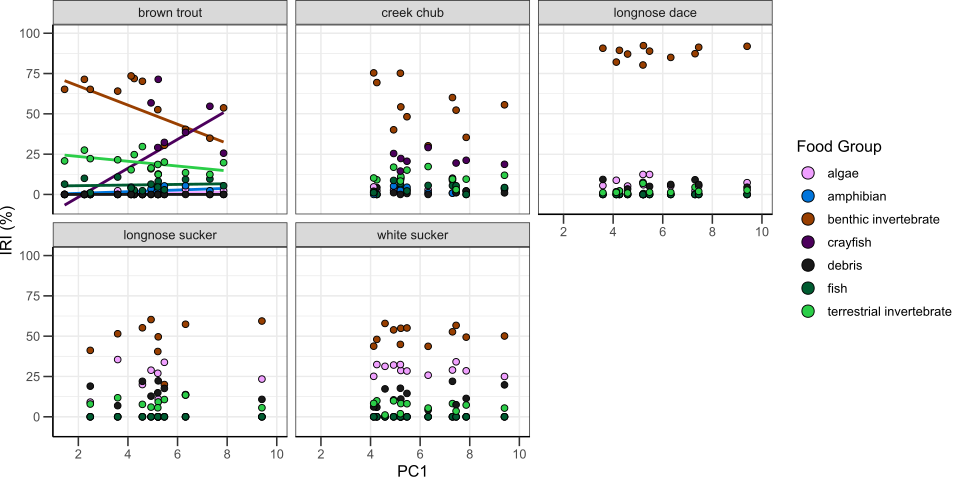 brown trout
creek chub
longnose dace
100
75
50
25
0
2 4 6 8 10
longnose sucker
white sucker
100
75
50
25
0
2 4 6 8 10
2 4 6 8 10
PC1
IRI (%)
Food Group
algae
amphibian
benthic invertebrate
crayfish
debris
fish
terrestrial invertebrate